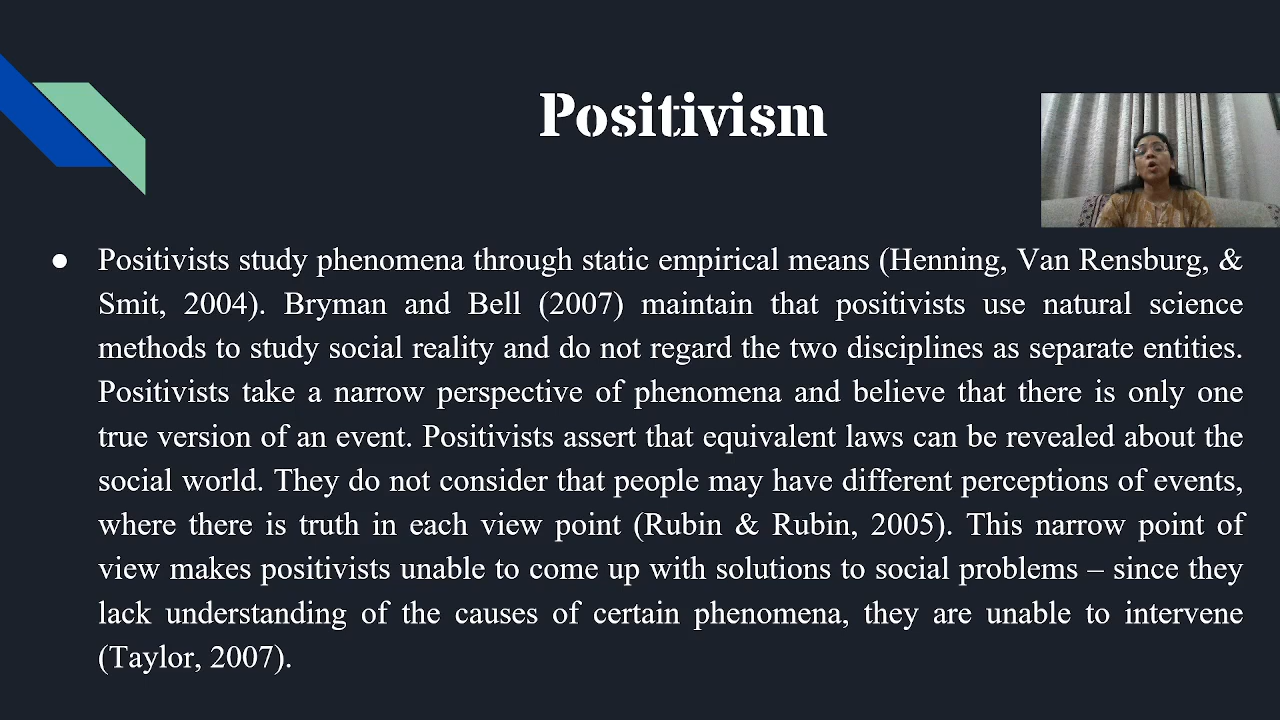 Positivism
● Positivists study phenomena through static empirical means (Henning, Van Rensburg, &
Smit, 2004). Bryman and Bell (2007) maintain that positivists use natural science
methods to study social reality and do not regard the two disciplines as separate entities.
Positivists take a narrow perspective of phenomena and believe that there is only one
true version of an event. Positivists assert that equivalent laws can be revealed about the
social world. They do not consider that people may have different perceptions of events,
where there is truth in each view point (Rubin & Rubin, 2005). This narrow point of
view makes positivists unable to come up with solutions to social problems – since they
lack understanding of the causes of certain phenomena, they are unable to intervene
(Taylor, 2007).